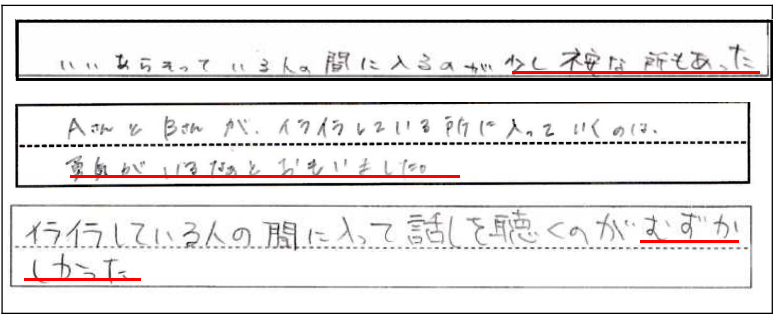 いいあらそって いる人の間に入るのが少し不安な所もあった
AさんとBさんが、イライラしている所に入っていくのは、
勇気がいるなぁとおもいました。
イライラしている人の間に入って話しを聴くのがむずか
しかった